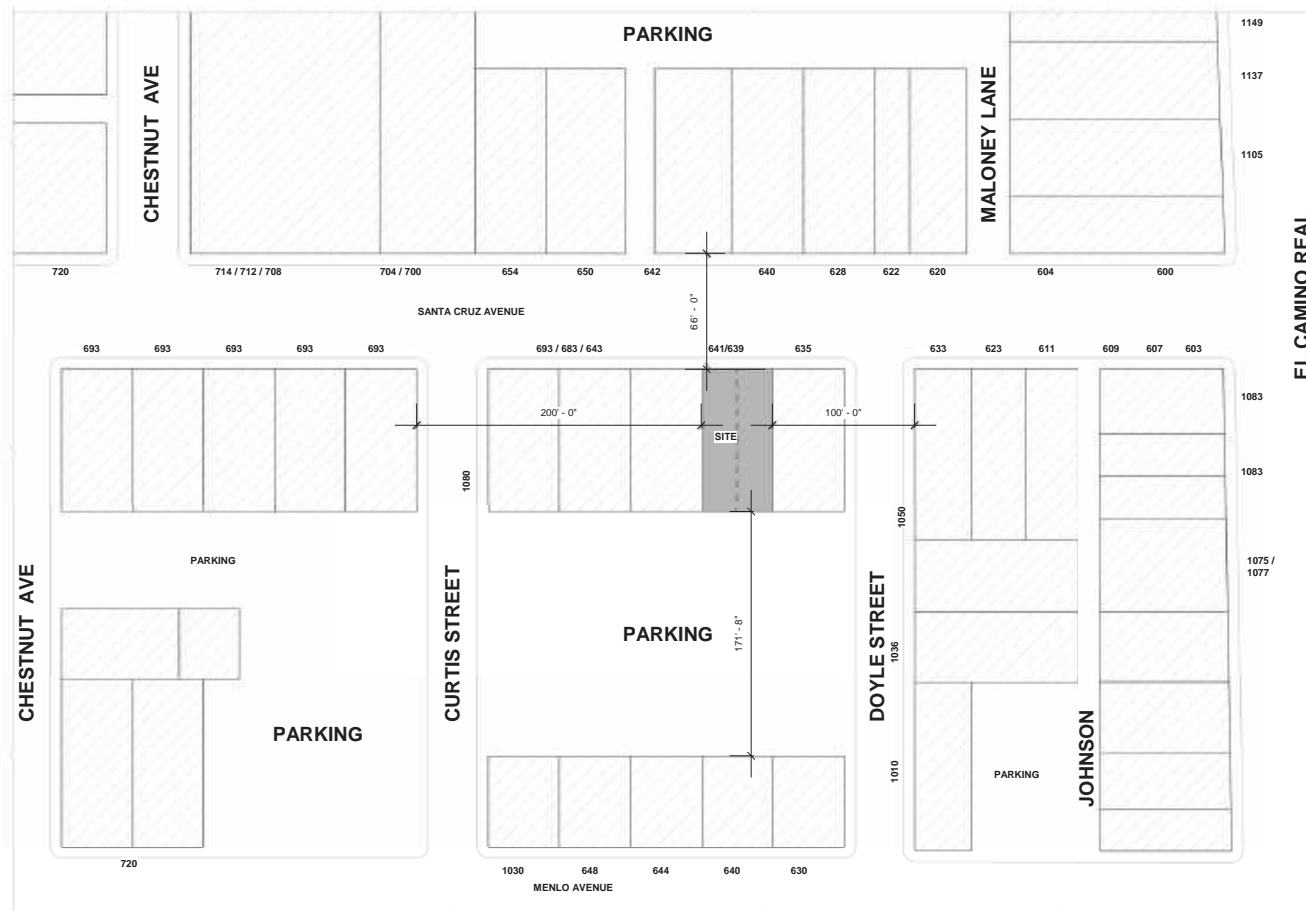 PARKING
1149
1137
1105
CHESTNUT AVE
MALONEY LANE
EL CAMINO REAL
720
714 / 712 / 708
704 / 700
654
650
642
640
628
622
620
604
600
SANTA CRUZ AVENUE
66' - 0"
693
693
693
693
693
693 / 683 / 643
641/639
635
633
623
611
609
607
603
1083
200' - 0"
100' - 0"
SITE
1080
1083
1050
PARKING
1075 /
1077
CHESTNUT AVE
CURTIS STREET
PARKING
171' - 8"
DOYLE STREET
1036
PARKING
1010
PARKING
JOHNSON
720
1030
648
644
640
630
MENLO AVENUE